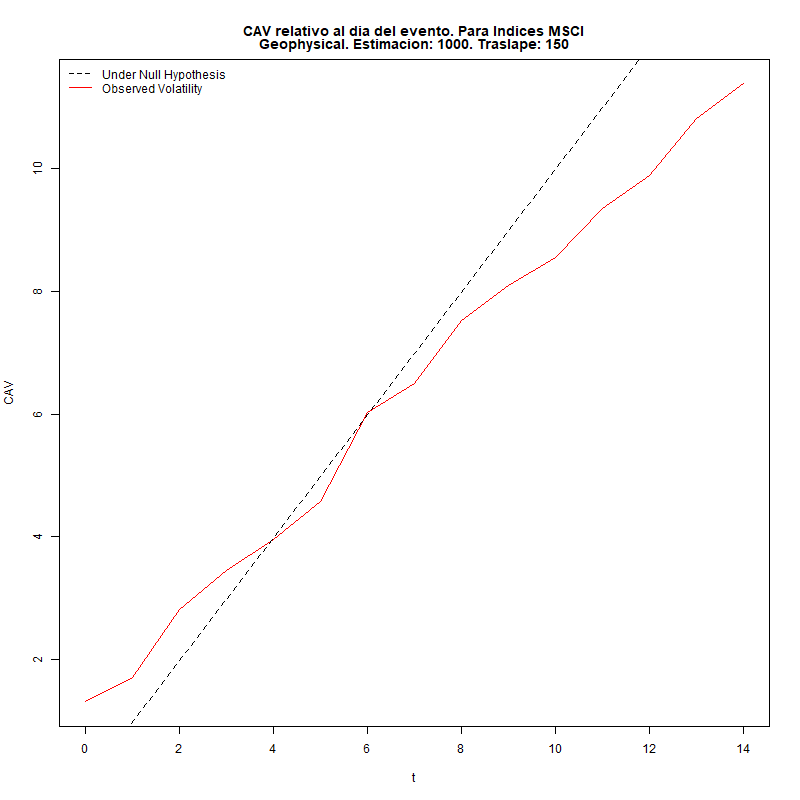 CAV relativo al dia del evento. Para Indices MSCI
Geophysical. Estimacion: 1000. Traslape: 150
Under Null Hypothesis
Observed Volatility
CAV
10
8
6
4
2
0 2 4 6 8 10 12 14
t